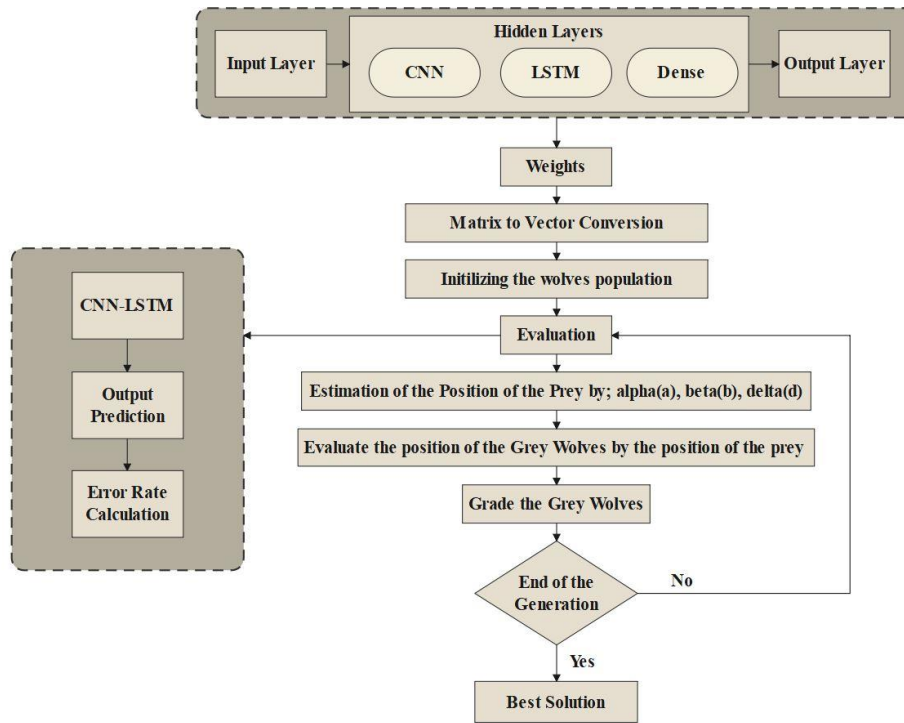 Hidden Layers
Input Layer
CNN
LSTM
Dense
Output Layer
Weights
Matrix to Vector Conversion
Initilizing the wolves population
Evaluation
Estimation of the Position of the Prey by; alpha(a), beta(b), delta(d)
Evaluate the position of the Grey Wolves by the position of the prey
Grade the Grey Wolves
End of the
Generation
No
Yes
Best Solution
CNN-LSTM
Output
Prediction
Error Rate
Calculation